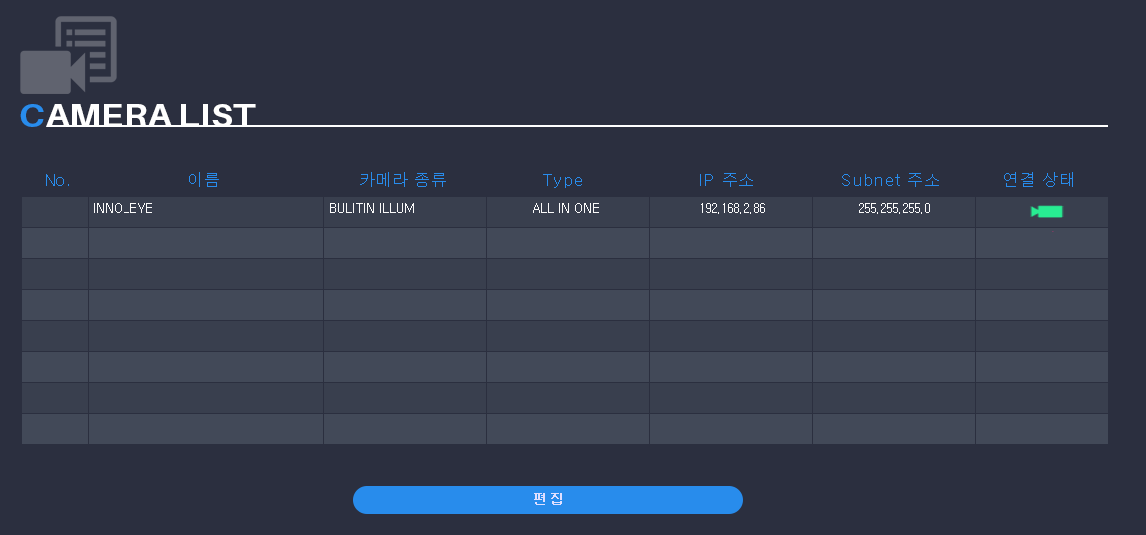 CAMERA LIST
No. 이름 카메라 종류 Type IP 주소 Subnet 주소 연결 상태
INNO_EYE BULITIN ILLUM ALL IN ONE 192,168,2,86 255,255,255,0
편집